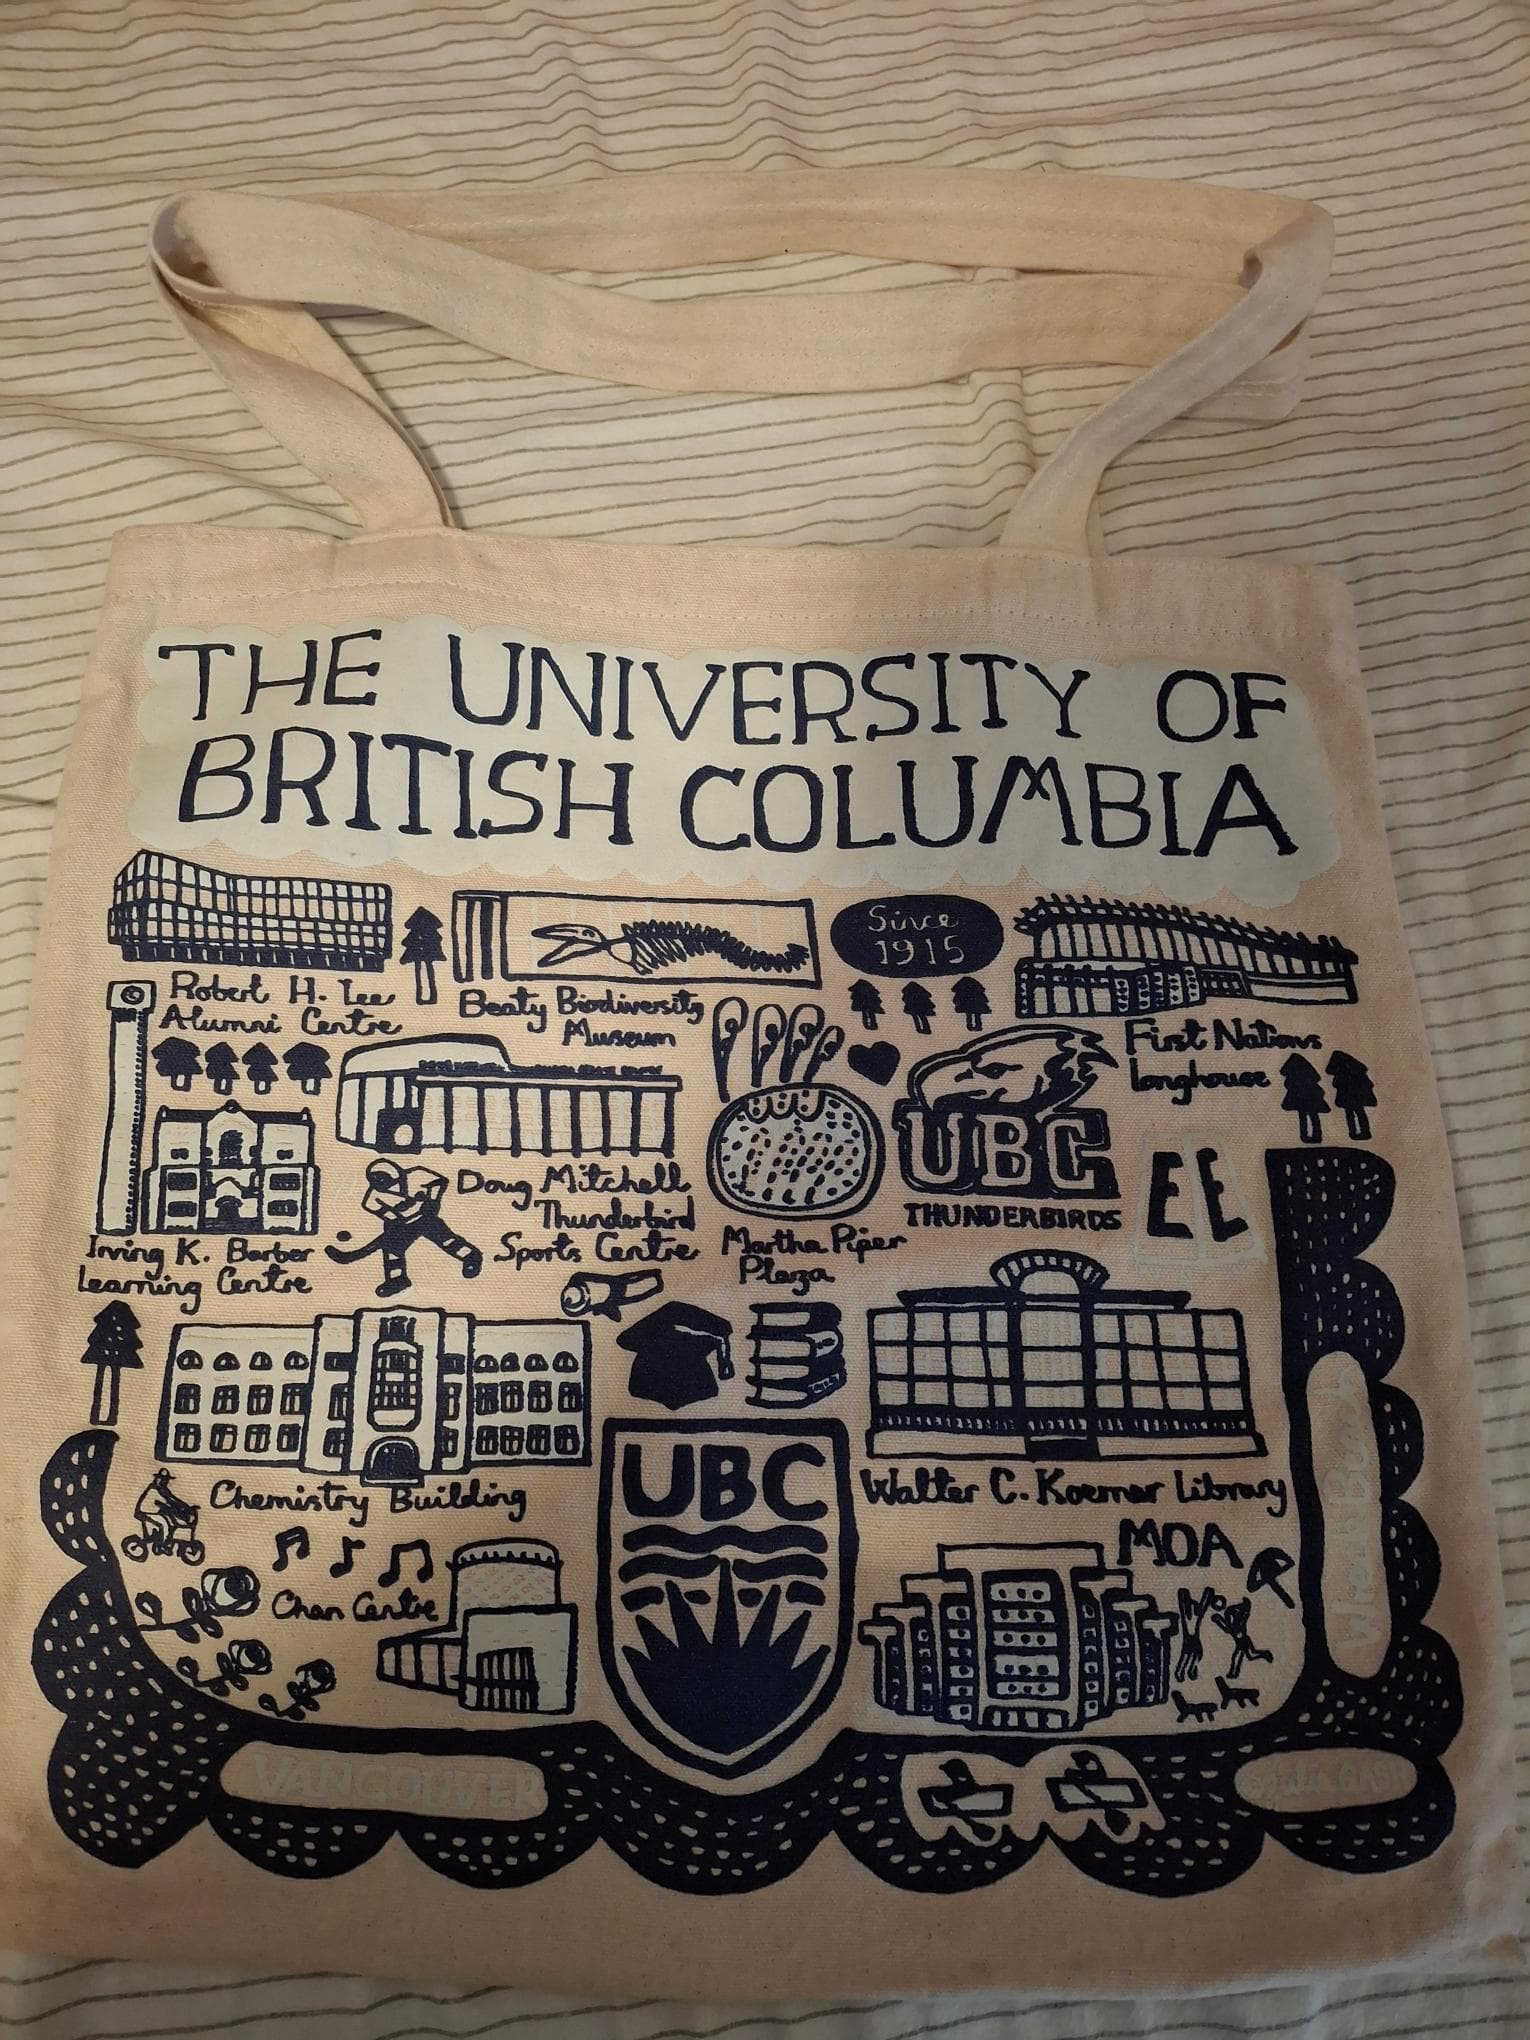 THE UNIVERSITY OF
BRITISH COLUMBIA
Since
1915
Robert H. Lee
Alumni Centre
Beaty Biodiversity
Museum
First Nations
Longhouse
UBC
THUNDERBIRDS
E E
Irving K. Barber
Learning Centre
Doug Mitchell
Thunderbird
Sports Centre
Martha Piper
Plaza
Chemistry Building
UBC
Walter C. Koerner Library
MOA
Chan Centre
VANCOUVER